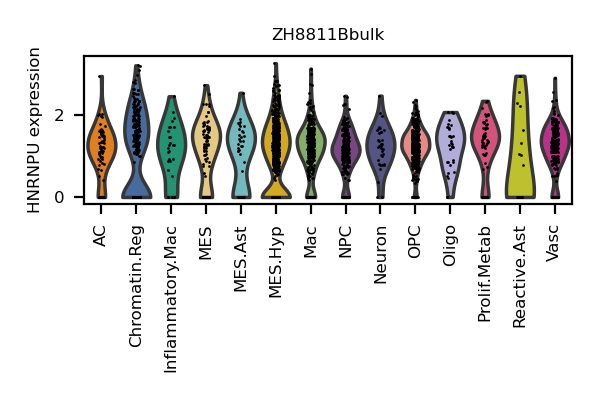 ZH8811Bbulk
HNRNPU expression
2
0
AC
Chromatin.Reg
Inflammatory.Mac
MES
MES.Ast
MES.Hyp
Mac
NPC
Neuron
OPC
Oligo
Prolif.Metab
Reactive.Ast
Vasc